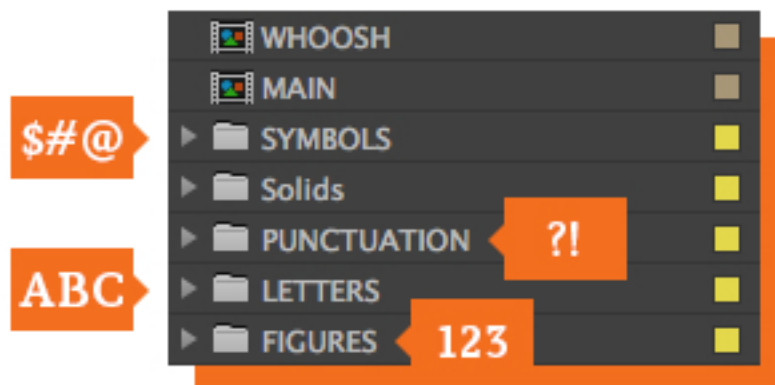 WHOOSH
MAIN
$#@ SYMBOLS
Solids
PUNCTUATION ?!
ABC LETTERS
FIGURES 123